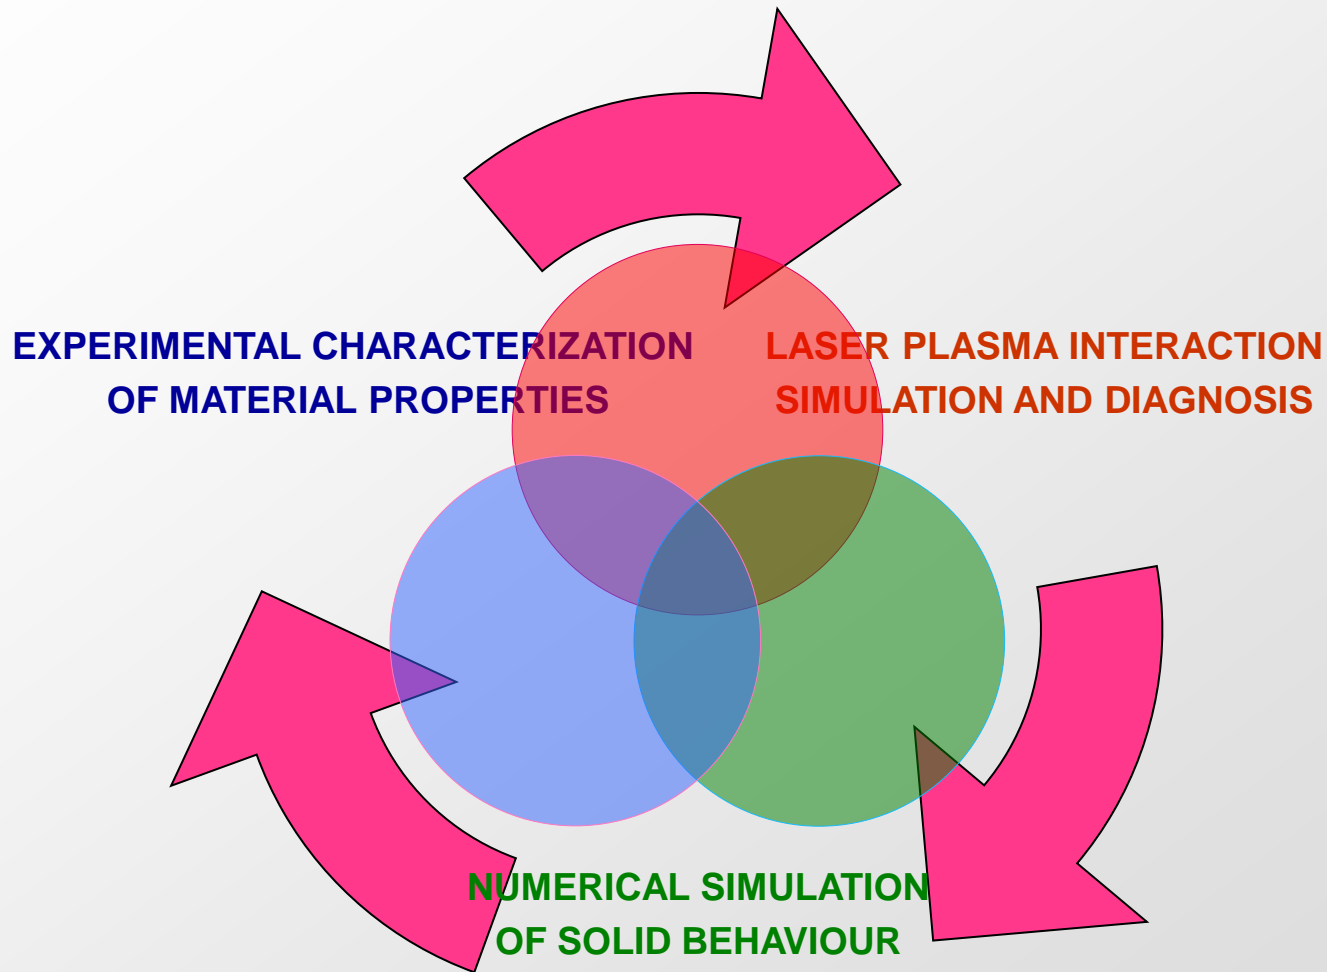 EXPERIMENTAL CHARACTERIZATION
OF MATERIAL PROPERTIES
LASER PLASMA INTERACTION
SIMULATION AND DIAGNOSIS
NUMERICAL SIMULATION
OF SOLID BEHAVIOUR